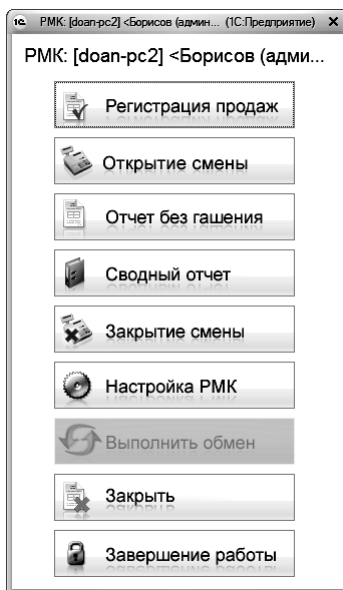 1С РМК: [doan-pc2] <Борисов (админ... (1С:Предприятие)
РМК: [doan-pc2] <Борисов (адми...
Регистрация продаж
Открытие смены
Отчет без гашения
Сводный отчет
Закрытие смены
Настройка РМК
Выполнить обмен
Закрыть
Завершение работы